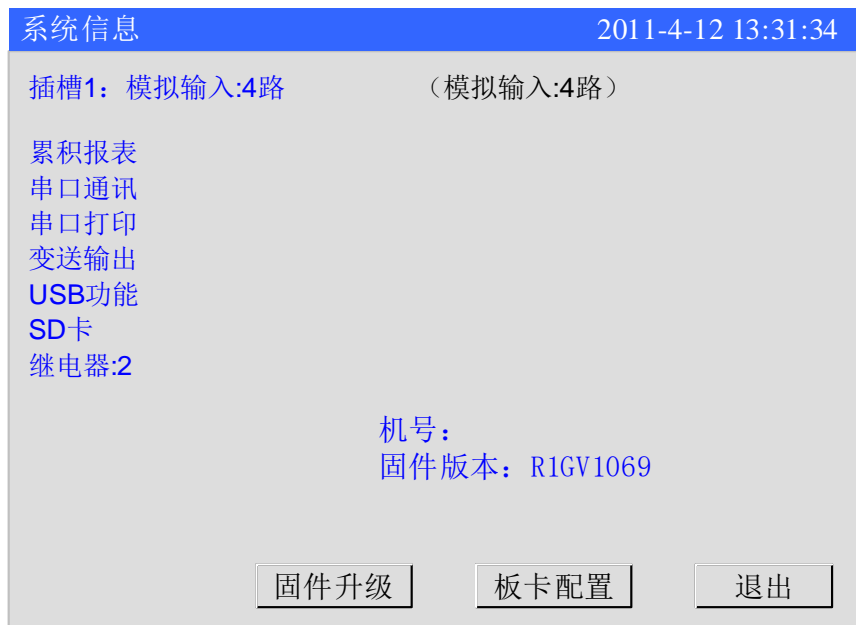 系统信息 2011-4-12 13:31:34
插槽1：模拟输入:4路 （模拟输入:4路）
累积报表
串口通讯
串口打印
变送输出
USB功能
SD卡
继电器:2
机号：
固件版本：R1GV1069
固件升级 板卡配置 退出